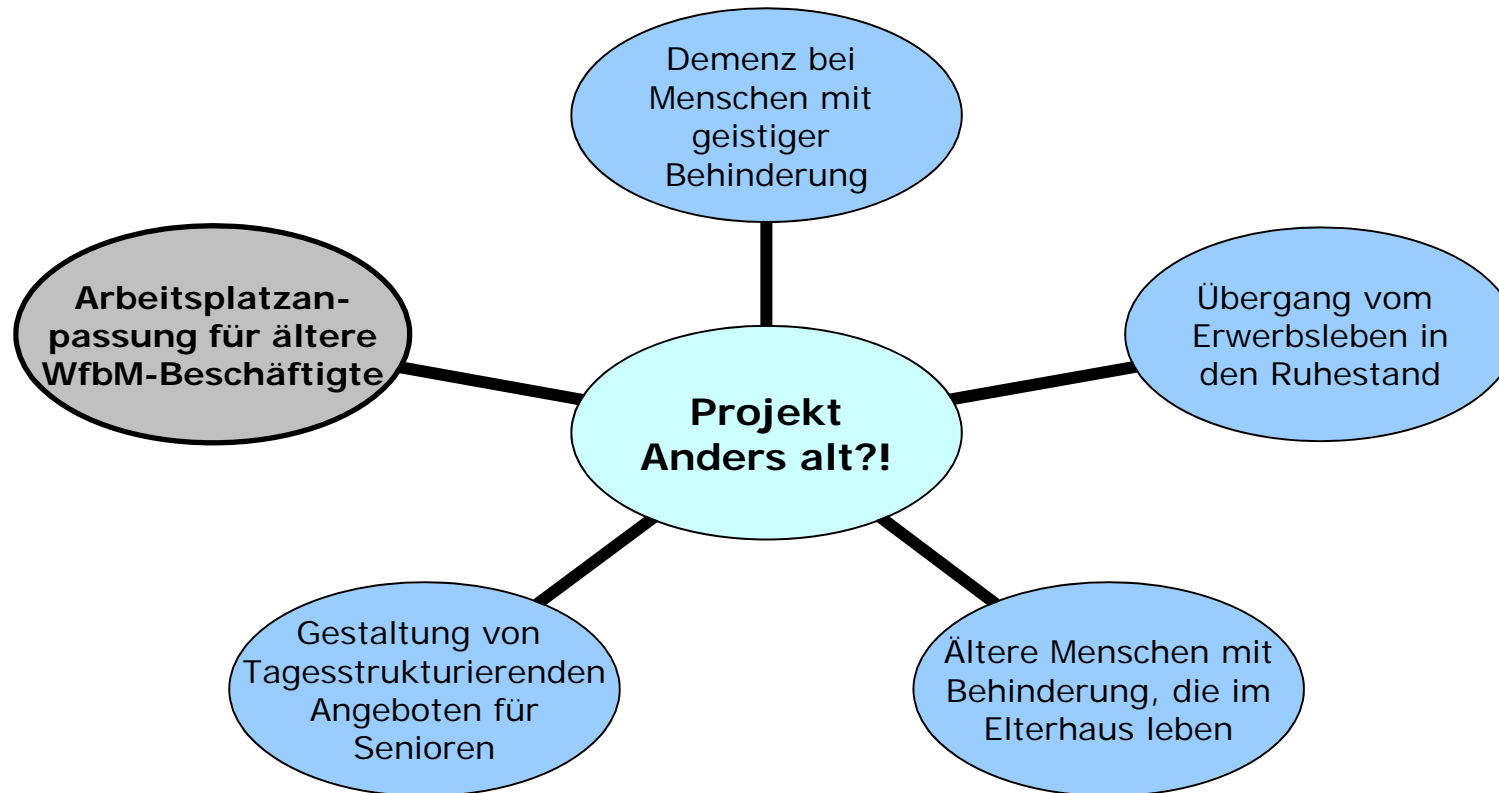 Demenz bei
Menschen mit
geistiger
Behinderung
Arbeitsplatzan-
passung für ältere
WfbM-Beschäftigte
Übergang vom
Erwerbsleben in
den Ruhestand
Projekt
Anders alt?!
Gestaltung von
Tagesstrukturierenden
Angeboten für
Senioren
Ältere Menschen mit
Behinderung, die im
Elterhaus leben